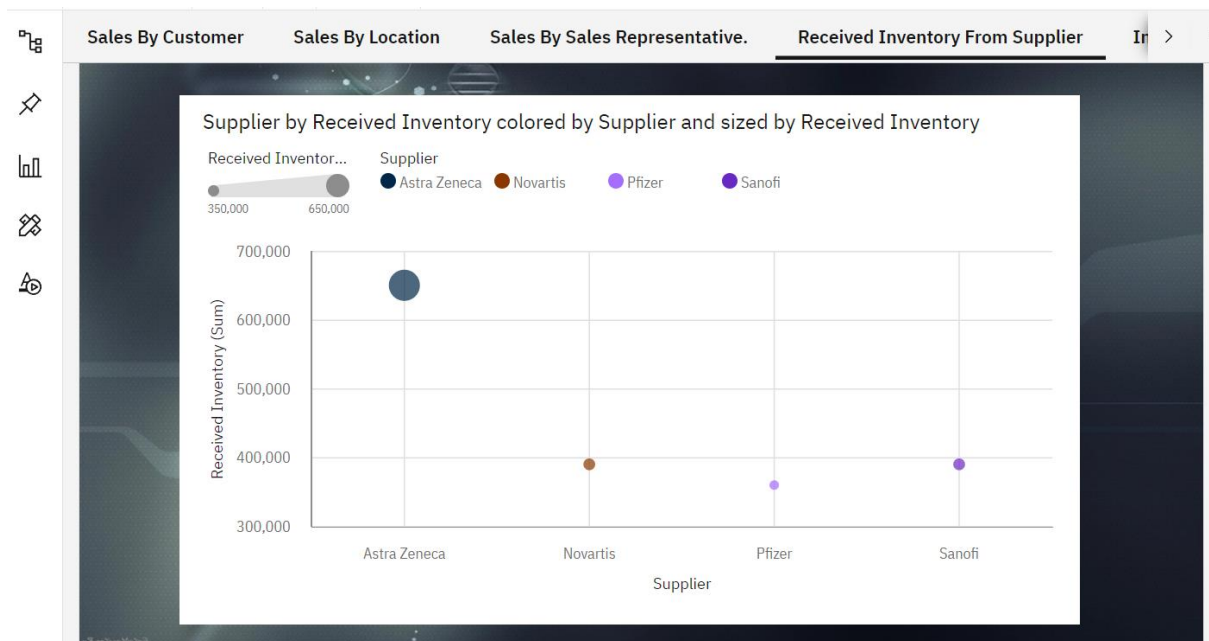 Sales By Customer Sales By Location Sales By Sales Representative. Received Inventory From Supplier
Supplier by Received Inventory colored by Supplier and sized by Received Inventory
Received Inventor... Supplier
Astra Zeneca Novartis Pfizer Sanofi
350,000 650,000
700,000
600,000
500,000
400,000
300,000
Received Inventory (Sum)
Astra Zeneca Novartis Pfizer Sanofi
Supplier